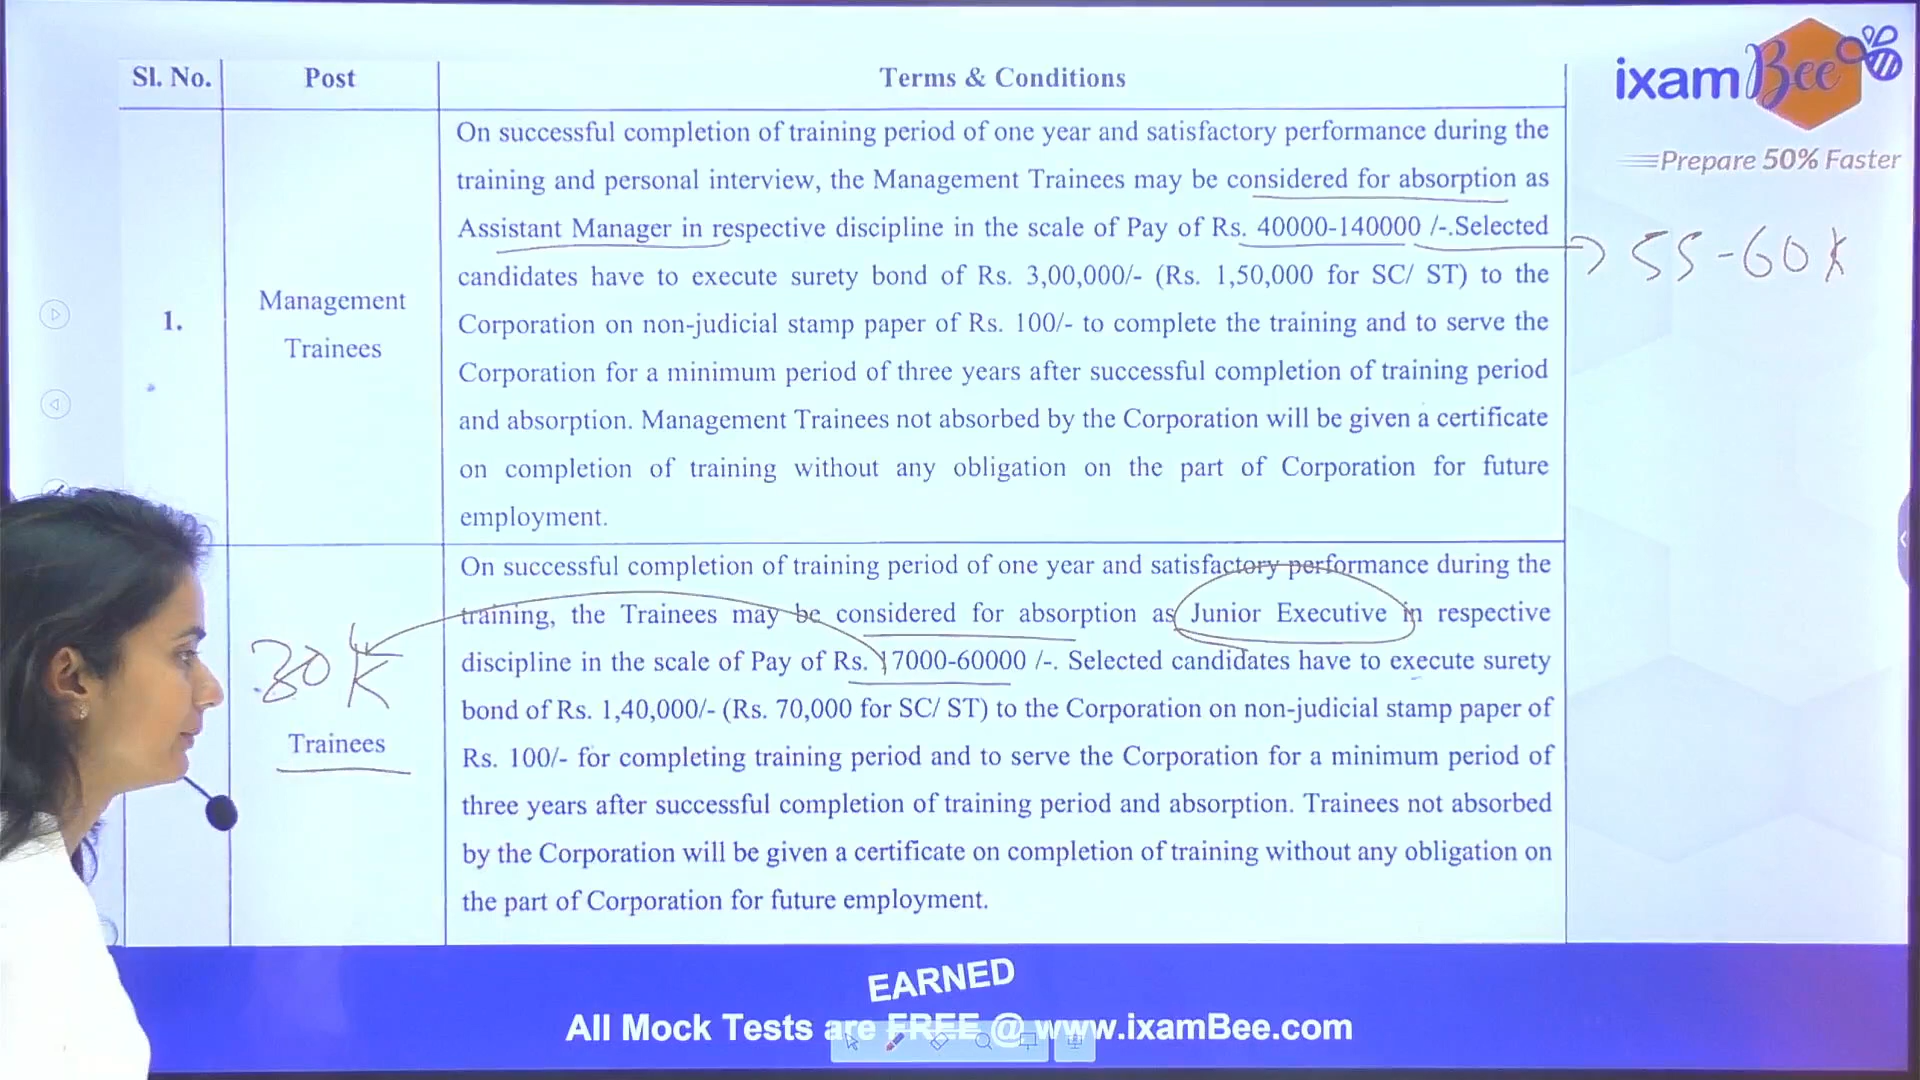 ixamBee
Prepare 50% Faster
Sl. No.
Post
Terms & Conditions
1.
Management
Trainees
On successful completion of training period of one year and satisfactory performance during the
training and personal interview, the Management Trainees may be considered for absorption as
Assistant Manager in respective discipline in the scale of Pay of Rs. 40000-140000 /-.Selected
candidates have to execute surety bond of Rs. 3,00,000/- (Rs. 1,50,000 for SC/ ST) to the
Corporation on non-judicial stamp paper of Rs. 100/- to complete the training and to serve the
Corporation for a minimum period of three years after successful completion of training period
and absorption. Management Trainees not absorbed by the Corporation will be given a certificate
on completion of training without any obligation on the part of Corporation for future
employment.
55-60K
30K
Trainees
On successful completion of training period of one year and satisfactory performance during the
training, the Trainees may be considered for absorption as Junior Executive in respective
discipline in the scale of Pay of Rs. 17000-60000 /-. Selected candidates have to execute surety
bond of Rs. 1,40,000/- (Rs. 70,000 for SC/ ST) to the Corporation on non-judicial stamp paper of
Rs. 100/- for completing training period and to serve the Corporation for a minimum period of
three years after successful completion of training period and absorption. Trainees not absorbed
by the Corporation will be given a certificate on completion of training without any obligation on
the part of Corporation for future employment.
EARNED
All Mock Tests are FREE @ www.ixamBee.com